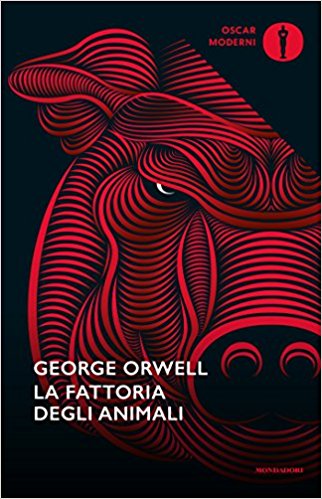 OSCAR
MODERNI
GEORGE ORWELL
LA FATTORIA
DEGLI ANIMALI
MONDADORI